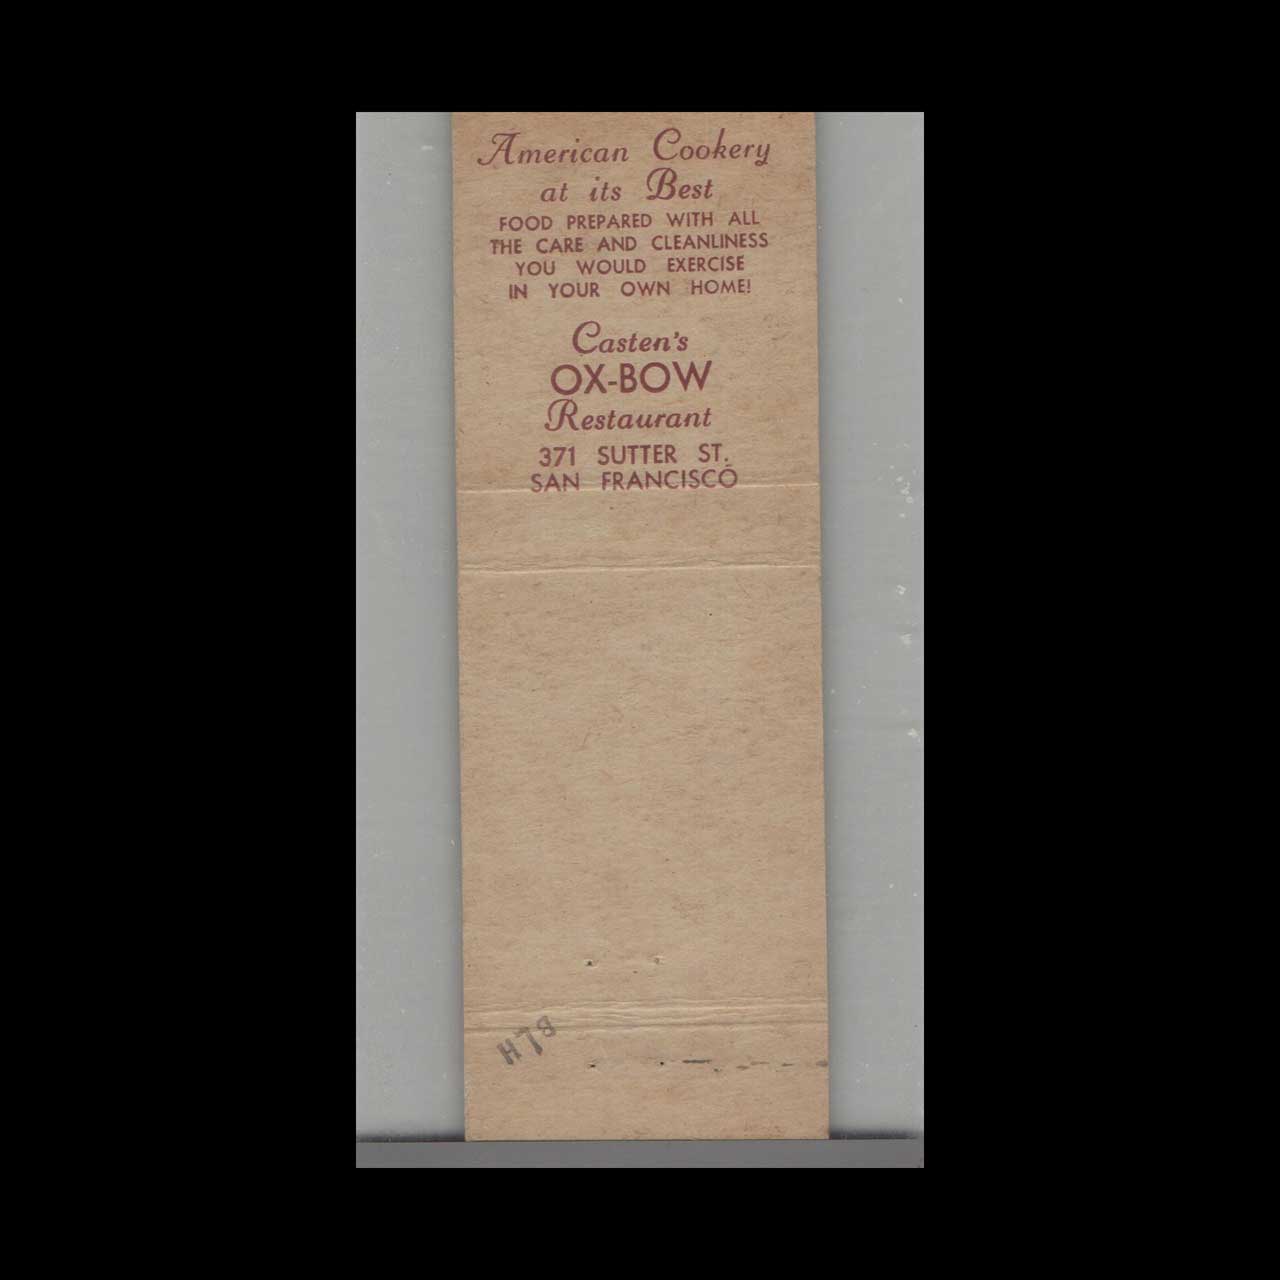 American Cookery
at its Best
FOOD PREPARED WITH ALL
THE CARE AND CLEANLINESS
YOU WOULD EXERCISE
IN YOUR OWN HOME!
Casten's
OX-BOW
Restaurant
371 SUTTER ST.
SAN FRANCISCO
BLH